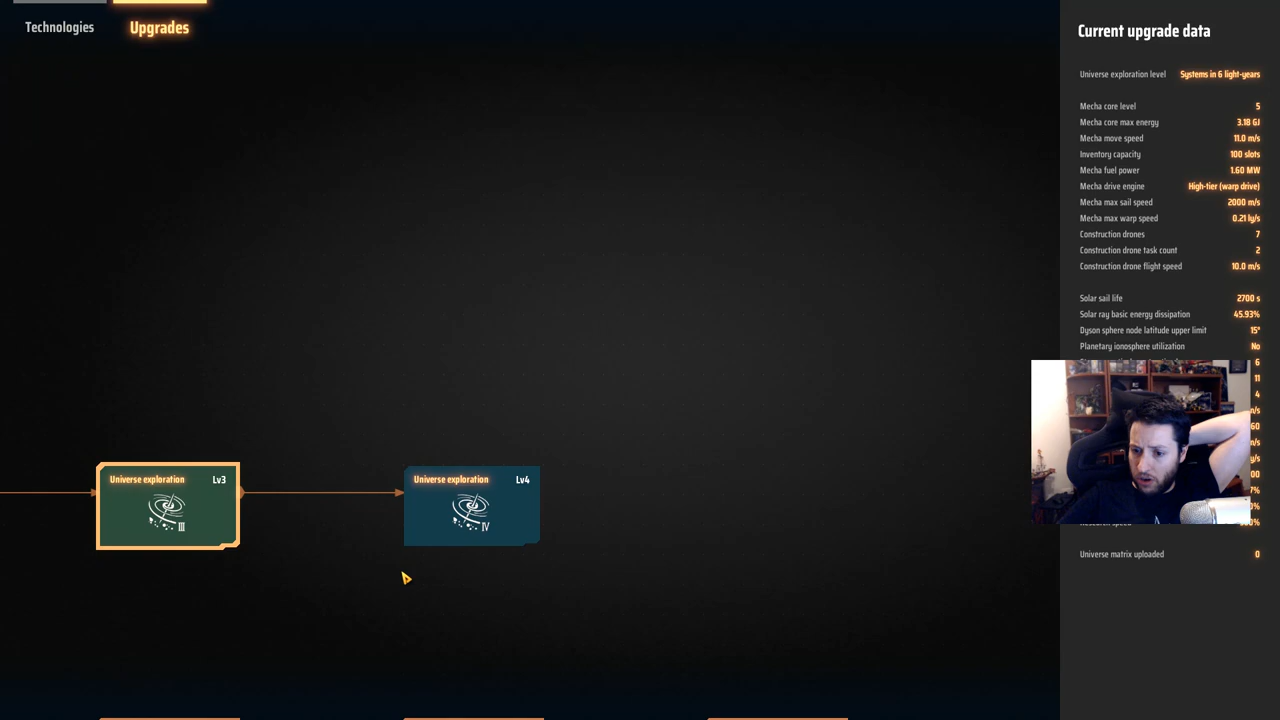 Technologies
Upgrades
Universe exploration Lv3
III
Universe exploration Lv4
IV
Current upgrade data
Universe exploration level Systems in 6 light-years
Mecha core level 5
Mecha core max energy 3.18 GJ
Mecha move speed 11.0 m/s
Inventory capacity 100 slots
Mecha fuel power 1.60 MW
Mecha drive engine High-tier (warp drive)
Mecha max sail speed 2000 m/s
Mecha max warp speed 0.21 ly/s
Construction drones 7
Construction drone task count 2
Construction drone flight speed 10.0 m/s
Solar sail life 2700 s
Solar ray basic energy dissipation 45.93%
Dyson sphere node latitude upper limit 15°
Planetary ionosphere utilization No
6
11
4
Universe matrix uploaded 0